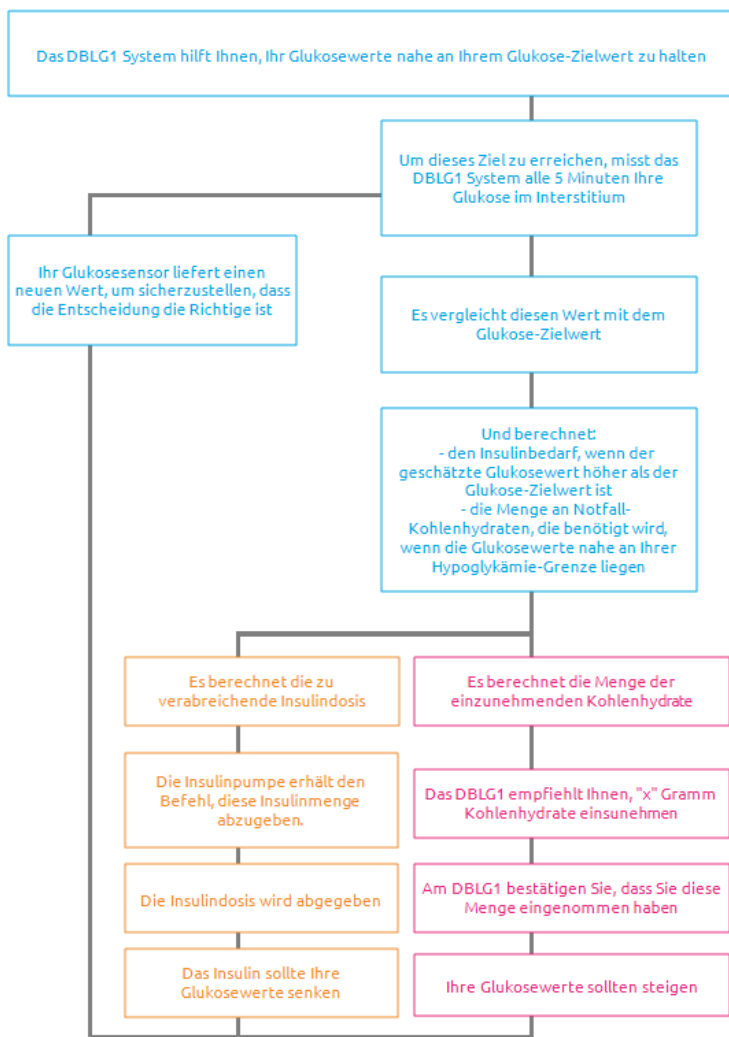 Das DBLG1 System hilft Ihnen, Ihr Glukosewerte nahe an Ihrem Glukose-Zielwert zu halten
Um dieses Ziel zu erreichen, misst das
DBLG1 System alle 5 Minuten Ihre
Glukose im Interstitium
Ihr Glukosesensor liefert einen
neuen Wert, um sicherzustellen, dass
die Entscheidung die Richtige ist
Es vergleicht diesen Wert mit dem
Glukose-Zielwert
Und berechnet:
- den Insulinbedarf, wenn der
geschätzte Glukosewert höher als der
Glukose-Zielwert ist
- die Menge an Notfall-
Kohlenhydraten, die benötigt wird,
wenn die Glukosewerte nahe an Ihrer
Hypoglykämie-Grenze liegen
Es berechnet die zu
verabreichende Insulindosis
Die Insulinpumpe erhält den
Befehl, diese Insulinmenge
abzugeben.
Die Insulindosis wird abgegeben
Das Insulin sollte Ihre
Glukosewerte senken
Es berechnet die Menge der
einzunehmenden Kohlenhydrate
Das DBLG1 empfiehlt Ihnen, "x" Gramm
Kohlenhydrate einsunehmen
Am DBLG1 bestätigen Sie, dass Sie diese
Menge eingenommen haben
Ihre Glukosewerte sollten steigen